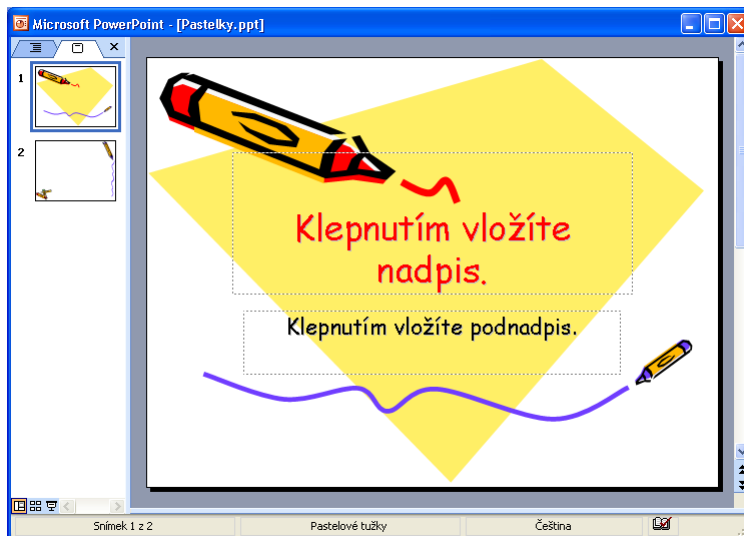 Microsoft PowerPoint - [Pastelky.ppt]
1
2
Klepnutím vložíte
nadpis.
Klepnutím vložíte podnadpis.
Snímek 1 z 2
Pastelové tužky
Čeština